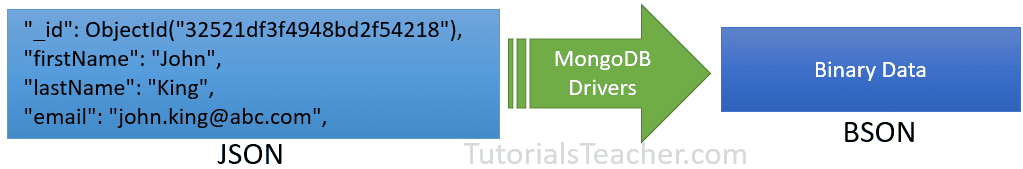 "_id": ObjectId("32521df3f4948bd2f54218"),
"firstName": "John",
"lastName": "King",
"email": "john.king@abc.com",
JSON
MongoDB
Drivers
Binary Data
BSON
TutorialsTeacher.com